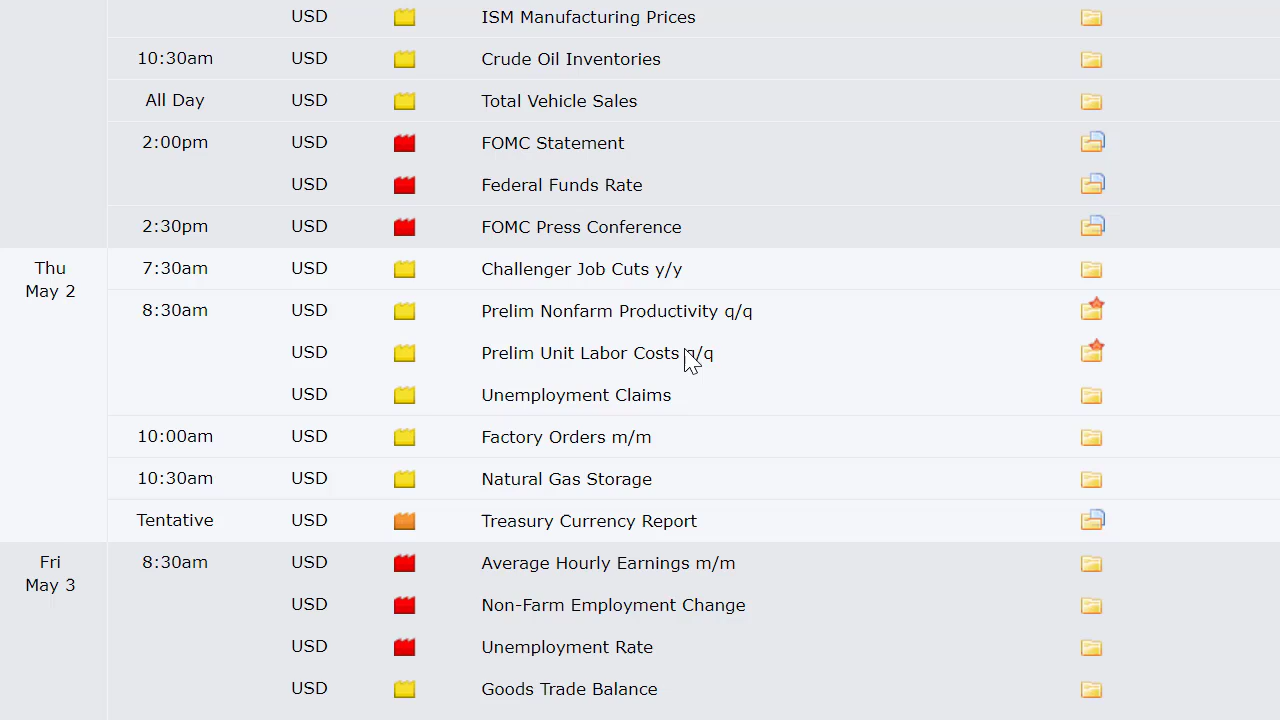 USD ISM Manufacturing Prices
10:30am USD Crude Oil Inventories
All Day USD Total Vehicle Sales
2:00pm USD FOMC Statement
USD Federal Funds Rate
2:30pm USD FOMC Press Conference
Thu 7:30am USD Challenger Job Cuts y/y
May 2
8:30am USD Prelim Nonfarm Productivity q/q
USD Prelim Unit Labor Costs q/q
USD Unemployment Claims
10:00am USD Factory Orders m/m
10:30am USD Natural Gas Storage
Tentative USD Treasury Currency Report
Fri 8:30am USD Average Hourly Earnings m/m
May 3
USD Non-Farm Employment Change
USD Unemployment Rate
USD Goods Trade Balance